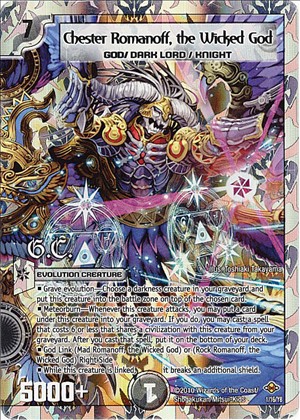 7
Chester Romanoff, the Wicked God
GOD / DARK LORD / KNIGHT
G.C.
Illus. Toshiaki Takayama
EVOLUTION CREATURE
■ Grave evolution—Choose a darkness creature in your graveyard and
put this creature into the battle zone on top of the chosen card.
■ Meteorburn—Whenever this creature attacks, you may put a card
under this creature into your graveyard. If you do, you may cast a spell
that costs 6 or less that shares a civilization with this creature from your
graveyard. After you cast that spell, put it on the bottom of your deck.
■ God Link (Mad Romanoff, the Wicked God) or (Rock Romanoff, the
Wicked God) RightSide
■ While this creature is linked, it breaks an additional shield.
5000+
1
©2010 Wizards of the Coast/
Shogakukan/Mitsui-Kids